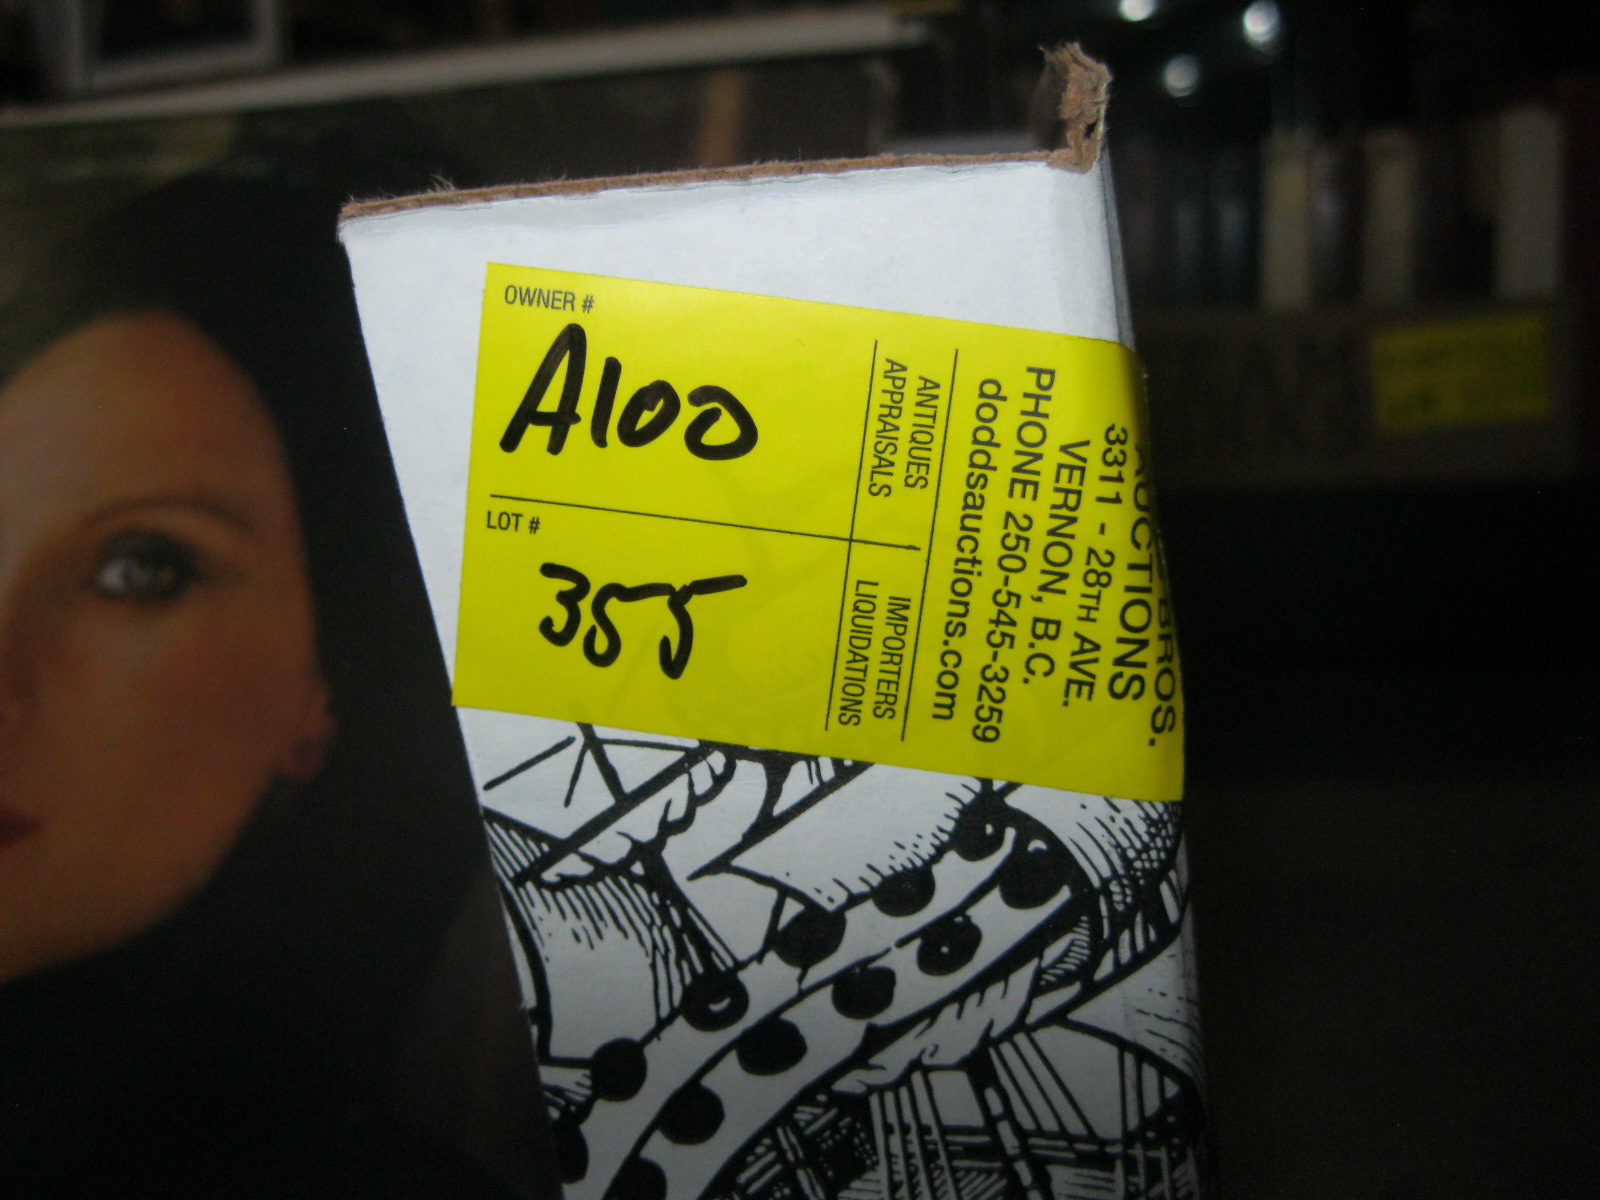 OWNER #
A100
LOT #
355
ANTIQUES
APPRAISALS
IMPORTERS
LIQUIDATIONS
BROS.
AUCTIONS
3311 - 28TH AVE.
VERNON, B.C.
PHONE 250-545-3259
doddsauctions.com